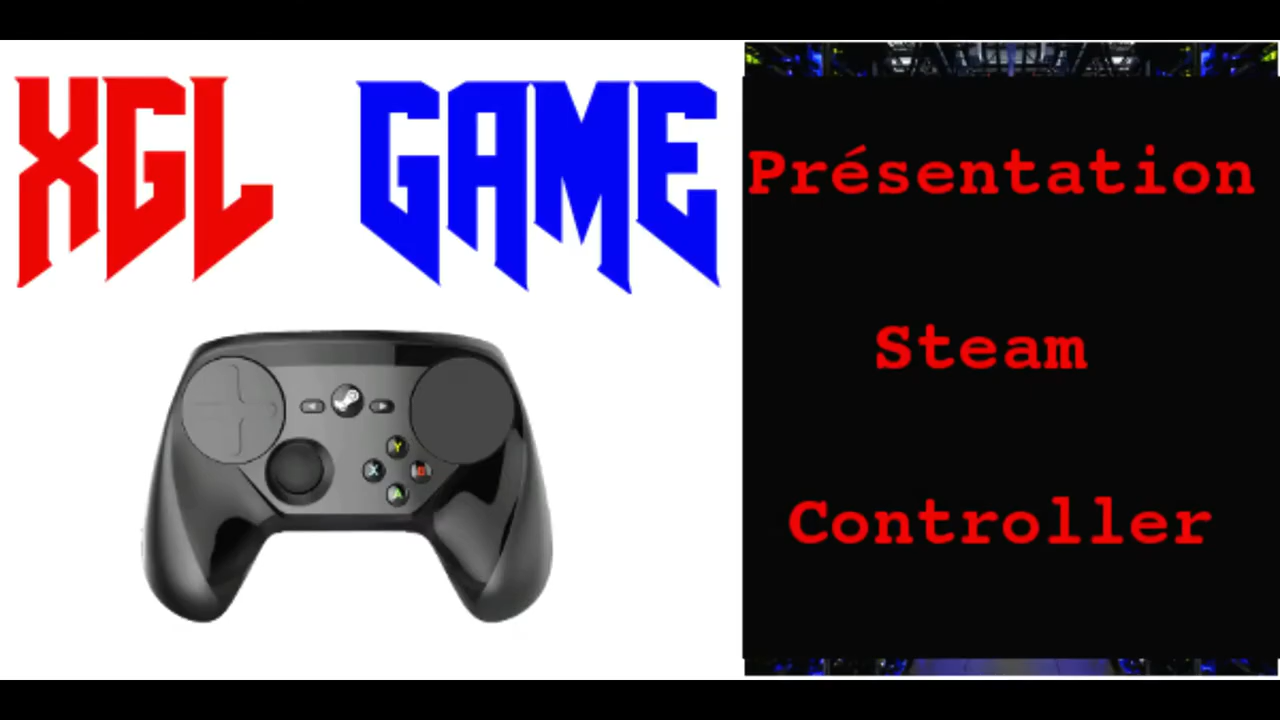 XGL GAME
Présentation
Steam
Controller
Y
X
B
A